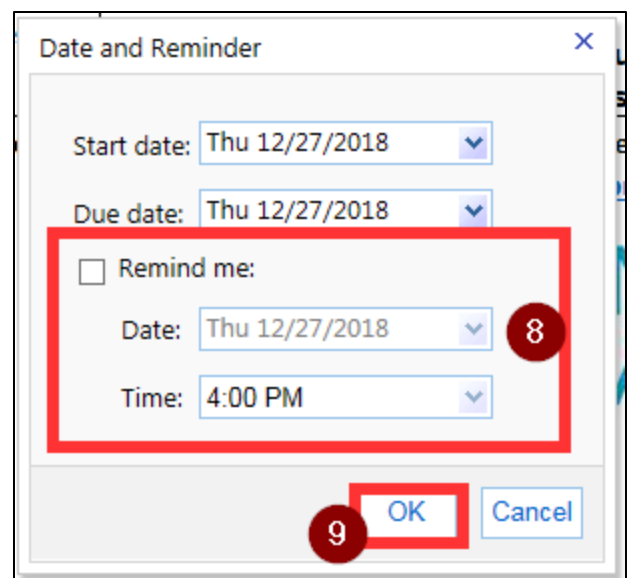 Date and Reminder
Start date: Thu 12/27/2018
Due date: Thu 12/27/2018
Remind me:
Date: Thu 12/27/2018
8
Time: 4:00 PM
OK Cancel
9